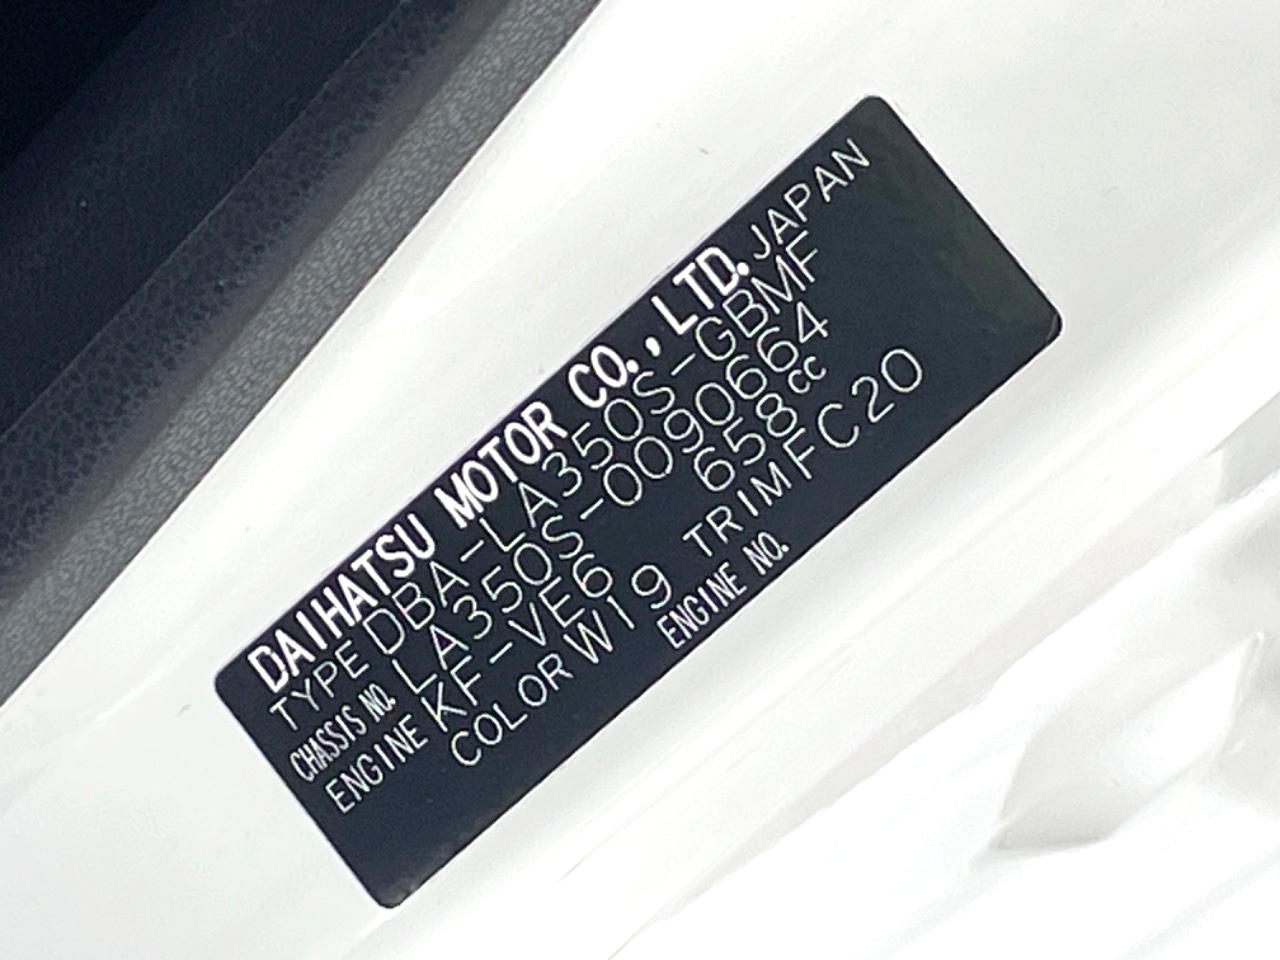 DAIHATSU MOTOR CO., LTD. JAPAN
TYPE DBA-LA350S-GBMF
CHASSIS NO. LA350S-0090664
ENGINE KF-VE6 658cc
COLOR W19 TRIM FC20
ENGINE NO.